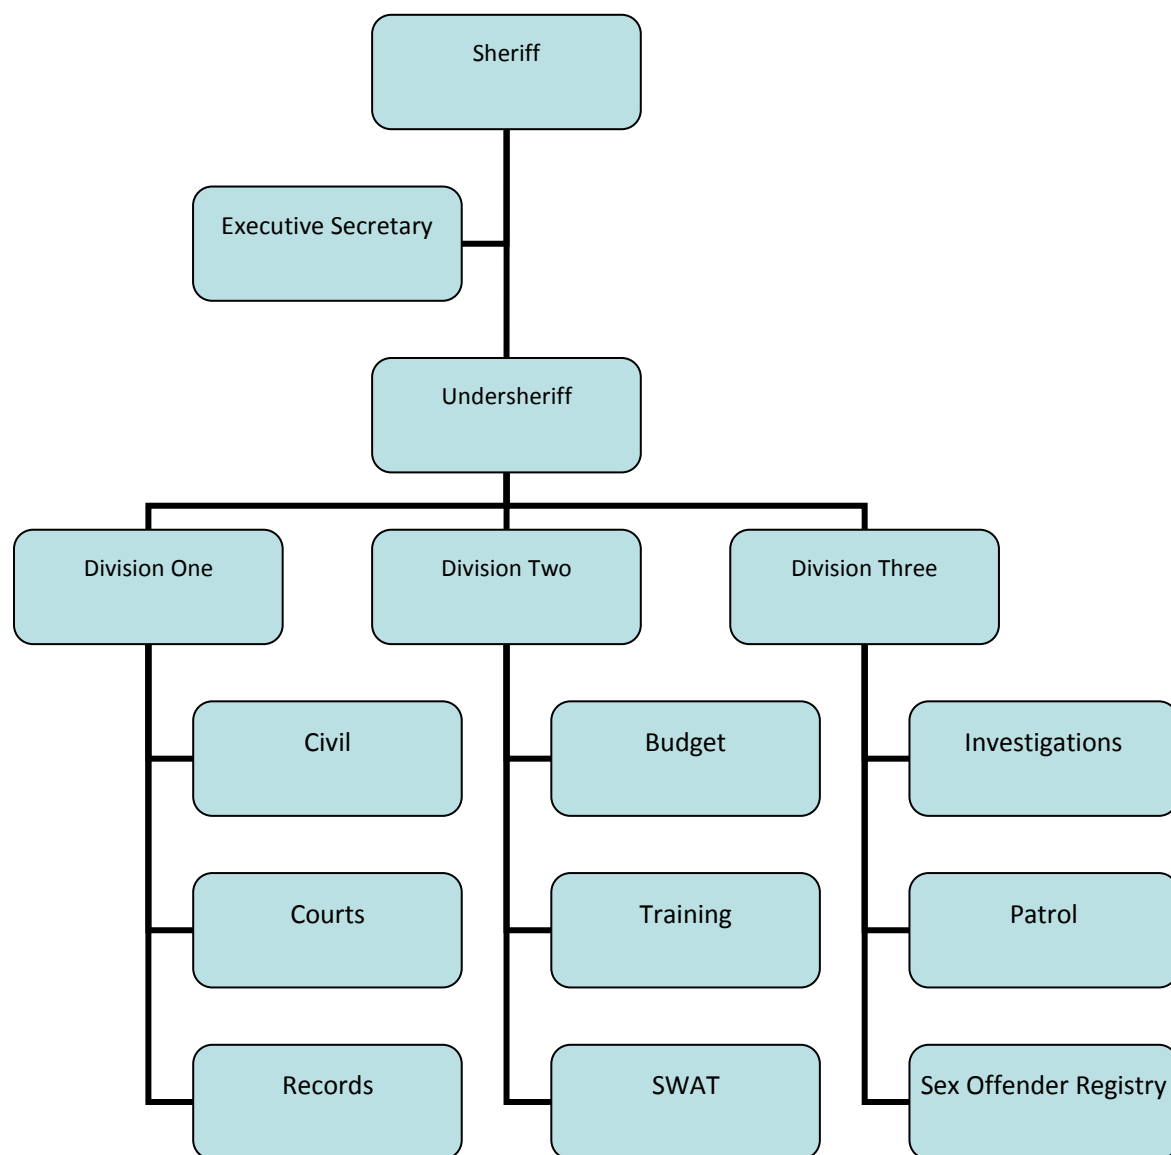 Sheriff
Executive Secretary
Undersheriff
Division One
Division Two
Division Three
Civil
Budget
Investigations
Courts
Training
Patrol
Records
SWAT
Sex Offender Registry